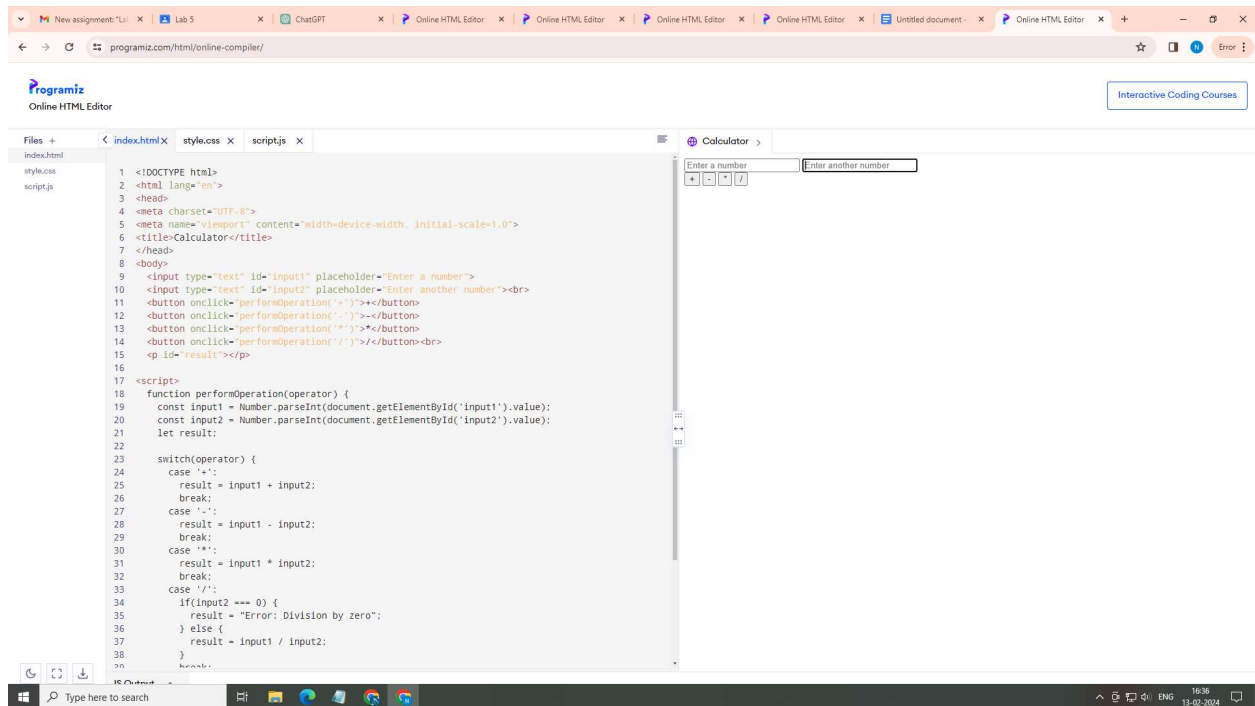 New assignment: "Lal
Lab 5
ChatGPT
Online HTML Editor
Online HTML Editor
Online HTML Editor
Online HTML Editor
Untitled document -
Online HTML Editor
programiz.com/html/online-compiler/
N
Error
Programiz
Online HTML Editor
Interactive Coding Courses
Files +
index.html
style.css
script.js
index.html
style.css
script.js
Calculator
1 <!DOCTYPE html>
2 <html lang="en">
3 <head>
4 <meta charset="UTF-8">
5 <meta name="viewport" content="width=device-width, initial-scale=1.0">
6 <title>Calculator</title>
7 </head>
8 <body>
9 <input type="text" id="input1" placeholder="Enter a number">
10 <input type="text" id="input2" placeholder="Enter another number"><br>
11 <button onclick="performOperation('+')">+</button>
12 <button onclick="performOperation('-')">-</button>
13 <button onclick="performOperation('*')">*</button>
14 <button onclick="performOperation('/')">/</button><br>
15 <p id="result"></p>
16
17 <script>
18 function performOperation(operator) {
19 const input1 = Number.parseInt(document.getElementById('input1').value);
20 const input2 = Number.parseInt(document.getElementById('input2').value);
21 let result;
22
23 switch(operator) {
24 case '+':
25 result = input1 + input2;
26 break;
27 case '-':
28 result = input1 - input2;
29 break;
30 case '*':
31 result = input1 * input2;
32 break;
33 case '/':
34 if(input2 === 0) {
35 result = "Error: Division by zero";
36 } else {
37 result = input1 / input2;
38 }
39 break;
Enter a number
Enter another number
+ - * /
JS Output
Type here to search
ENG
16:36
13-02-2024